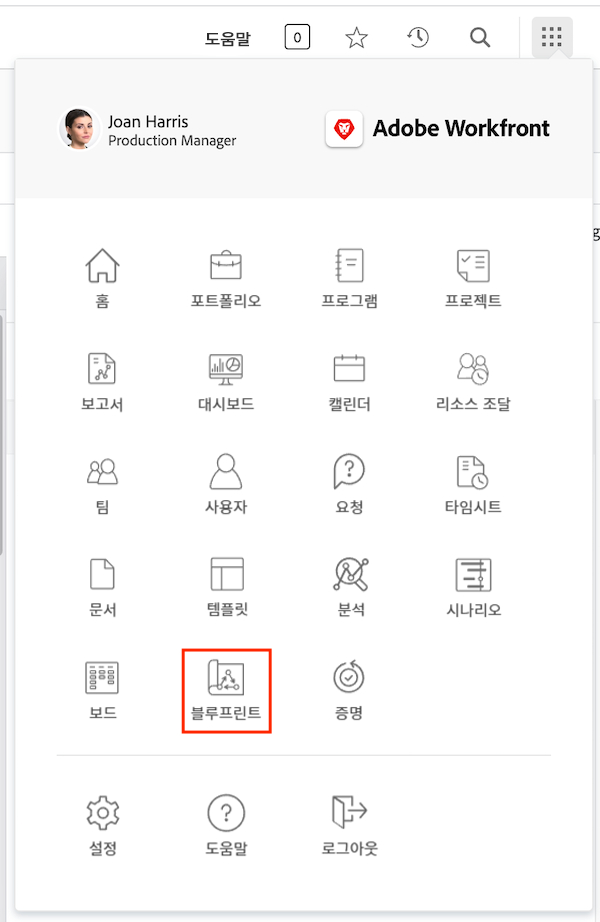 도움말
0
Joan Harris
Production Manager
Adobe Workfront
홈
포트폴리오
프로그램
프로젝트
보고서
대시보드
캘린더
리소스 조달
팀
사용자
요청
타임시트
문서
템플릿
분석
시나리오
보드
블루프린트
증명
설정
도움말
로그아웃